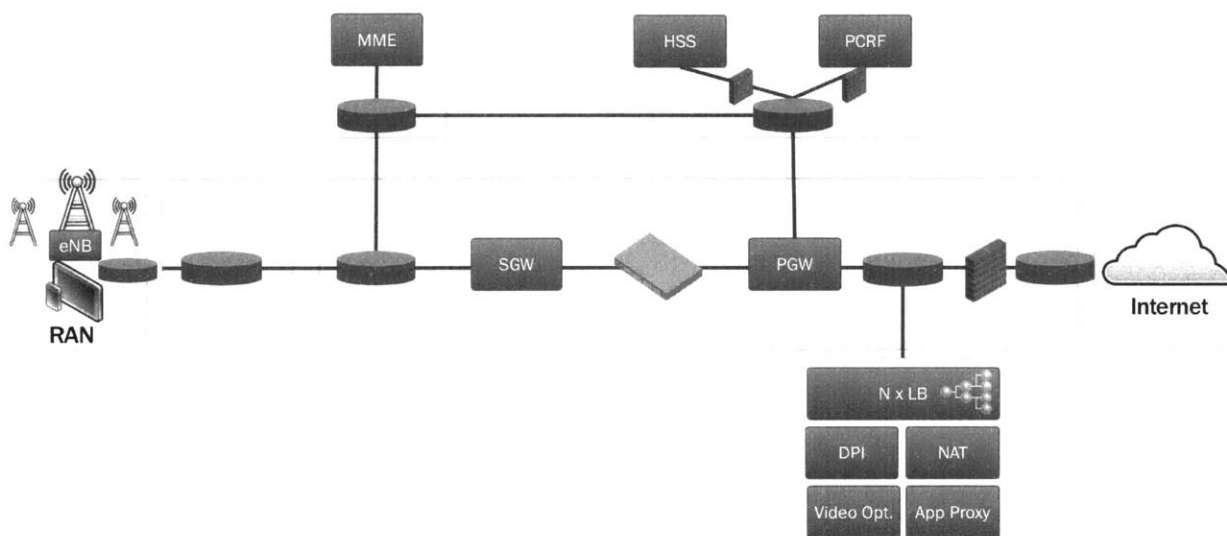 MME
HSS
PCRF
eNB
SGW
PGW
RAN
Internet
N x LB
DPI
NAT
Video Opt.
App Proxy